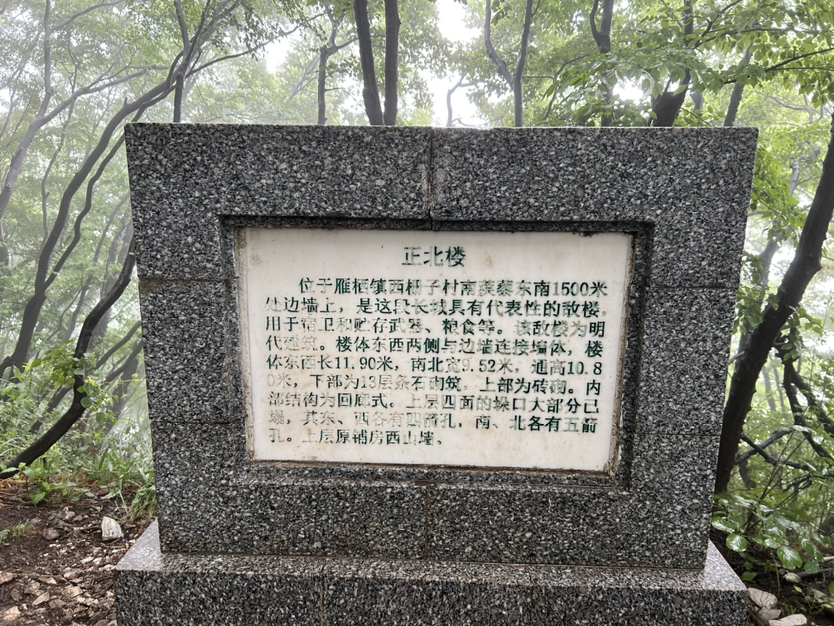 正北楼
位于雁栖镇西栅子村南蒺藜东南1500米
处边墙上，是这段长城具有代表性的敌楼，
用于宿卫和贮存武器、粮食等。该敌楼为明
代建筑。楼体东西两侧与边墙连接墙体，楼
体东西长11.90米，南北宽9.52米，通高10.8
0米，下部为13层条石砌筑，上部为砖砌。内
部结构为回廊式。上层四面的垛口大部分已
塌，其东、西各有四箭孔，南、北各有五箭
孔。上层原铺房西山墙、